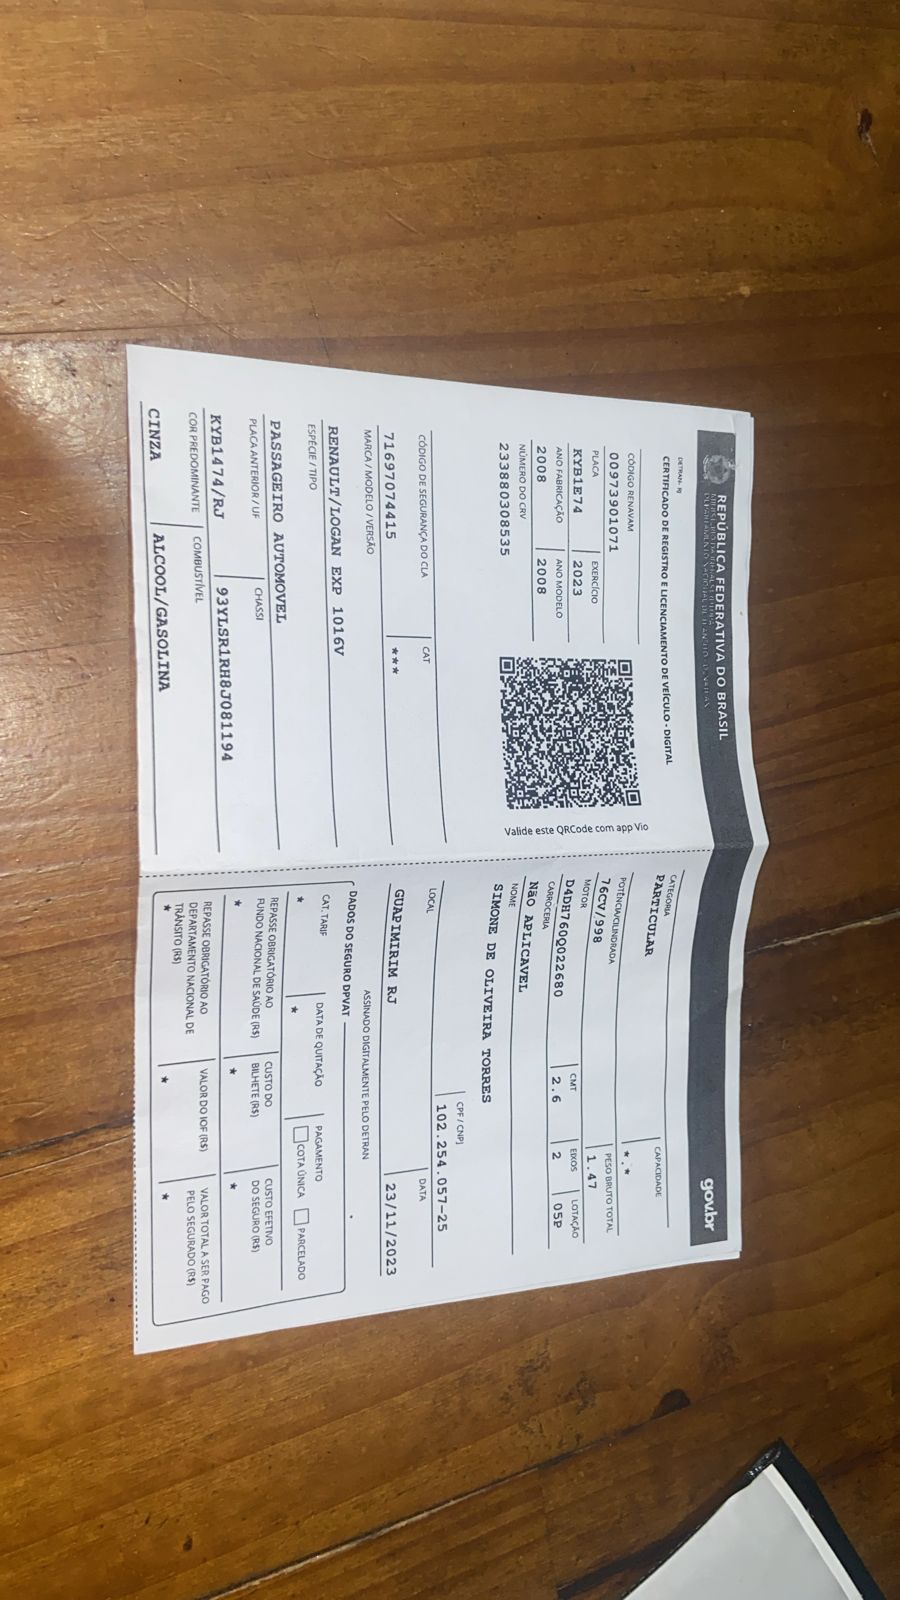 REPÚBLICA FEDERATIVA DO BRASIL
gov.br
DETRAN- RJ
CERTIFICADO DE REGISTRO E LICENCIAMENTO DE VEÍCULO - DIGITAL
CÓDIGO RENAVAM
00973901071
PLACA EXERCÍCIO
KYB1E74 2023
ANO FABRICAÇÃO ANO MODELO
2008 2008
NÚMERO DO CRV
233880308535
Valide este QRCode com app Vio
CÓDIGO DE SEGURANÇA DO CLA CAT
71697074415 ***
MARCA / MODELO / VERSÃO
RENAULT/LOGAN EXP 1016V
ESPÉCIE / TIPO
PASSAGEIRO AUTOMOVEL
PLACA ANTERIOR / UF CHASSI
KYB1474/RJ 93YLSR1RH8J081194
COR PREDOMINANTE COMBUSTÍVEL
CINZA ALCOOL/GASOLINA
CATEGORIA CAPACIDADE
PARTICULAR *.*
POTÊNCIA/CILINDRADA PESO BRUTO TOTAL
76CV/998 1.47
MOTOR CMT EIXOS LOTAÇÃO
D4DH760Q022680 2.6 2 05P
CARROCERIA
NãO APLICAVEL
NOME
SIMONE DE OLIVEIRA TORRES
CPF / CNPJ
102.254.057-25
LOCAL DATA
GUAPIMIRIM RJ 23/11/2023
ASSINADO DIGITALMENTE PELO DETRAN
DADOS DO SEGURO DPVAT
CAT. TARIF DATA DE QUITAÇÃO PAGAMENTO
* * COTA ÚNICA PARCELADO
REPASSE OBRIGATÓRIO AO FUNDO NACIONAL DE SAÚDE (R$) CUSTO DO BILHETE (R$) CUSTO EFETIVO DO SEGURO (R$)
* * *
REPASSE OBRIGATÓRIO AO DEPARTAMENTO NACIONAL DE TRÂNSITO (R$) VALOR DO IOF (R$) VALOR TOTAL A SER PAGO PELO SEGURADO (R$)
* * *